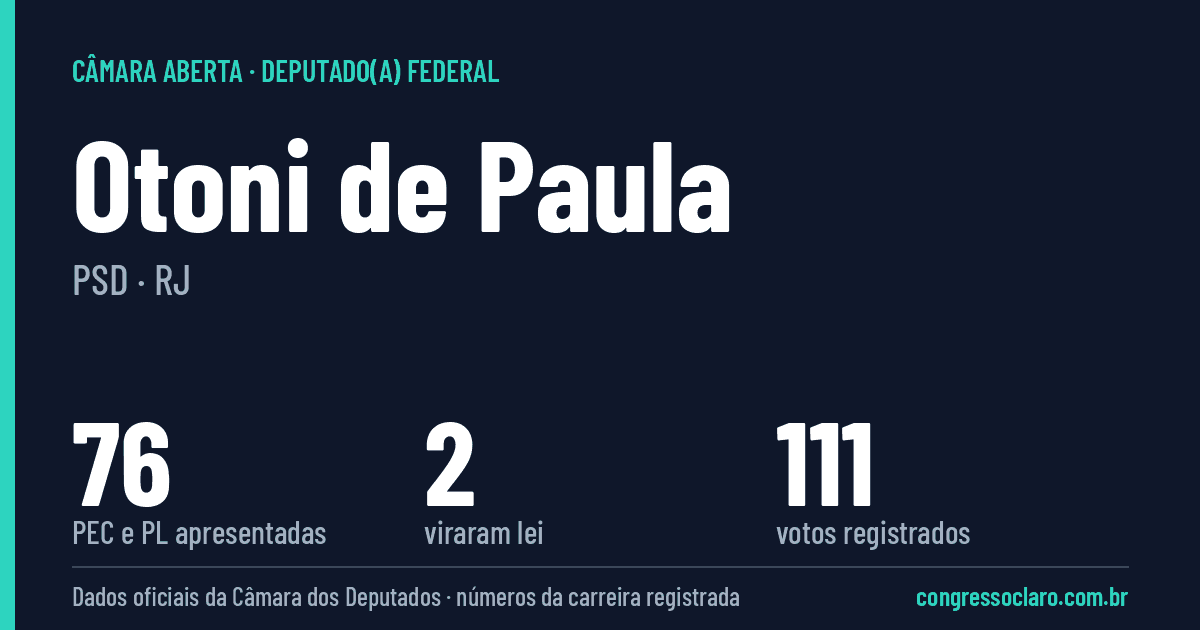 CÂMARA ABERTA · DEPUTADO(A) FEDERAL
Otoni de Paula
PSD · RJ
76 2 111
PEC e PL apresentadas viraram lei votos registrados
Dados oficiais da Câmara dos Deputados · números da carreira registrada congressoclaro.com.br